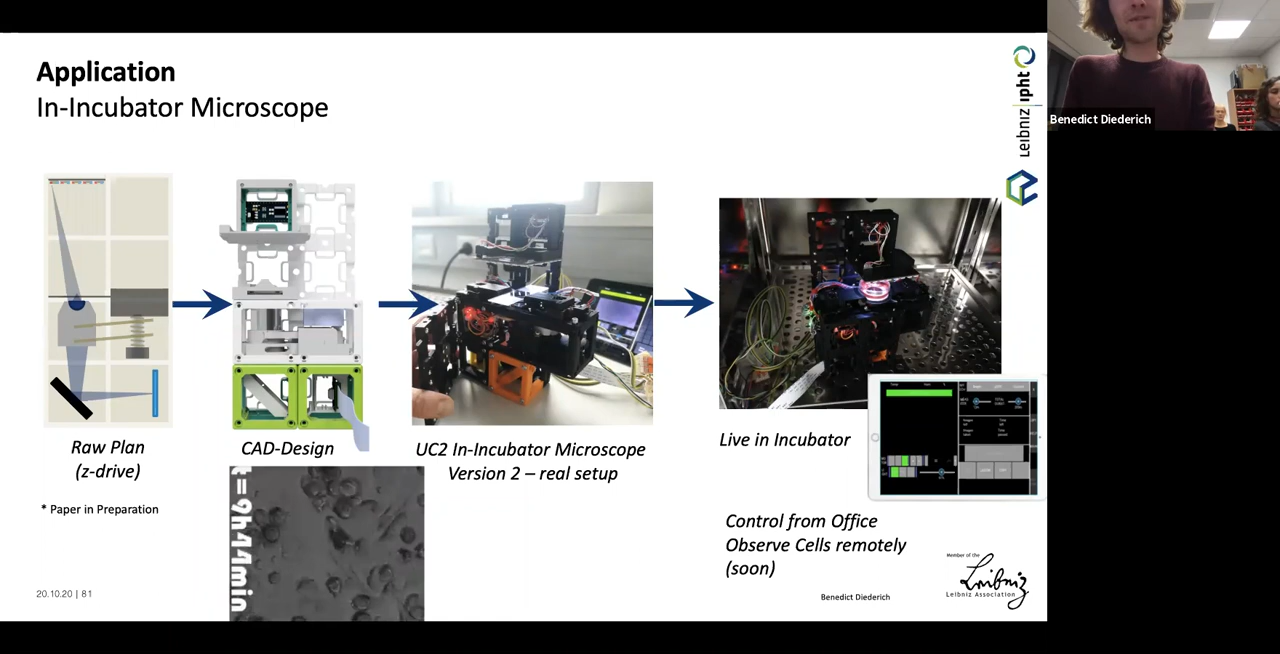 Application
In-Incubator Microscope
Leibniz ipht
Benedict Diederich
Raw Plan
(z-drive)
CAD-Design
UC2 In-Incubator Microscope
Version 2 – real setup
Live in Incubator
* Paper in Preparation
t=9h44min
Control from Office
Observe Cells remotely
(soon)
20.10.20 | 81
Benedict Diederich
Member of the
Leibniz
Leibniz Association